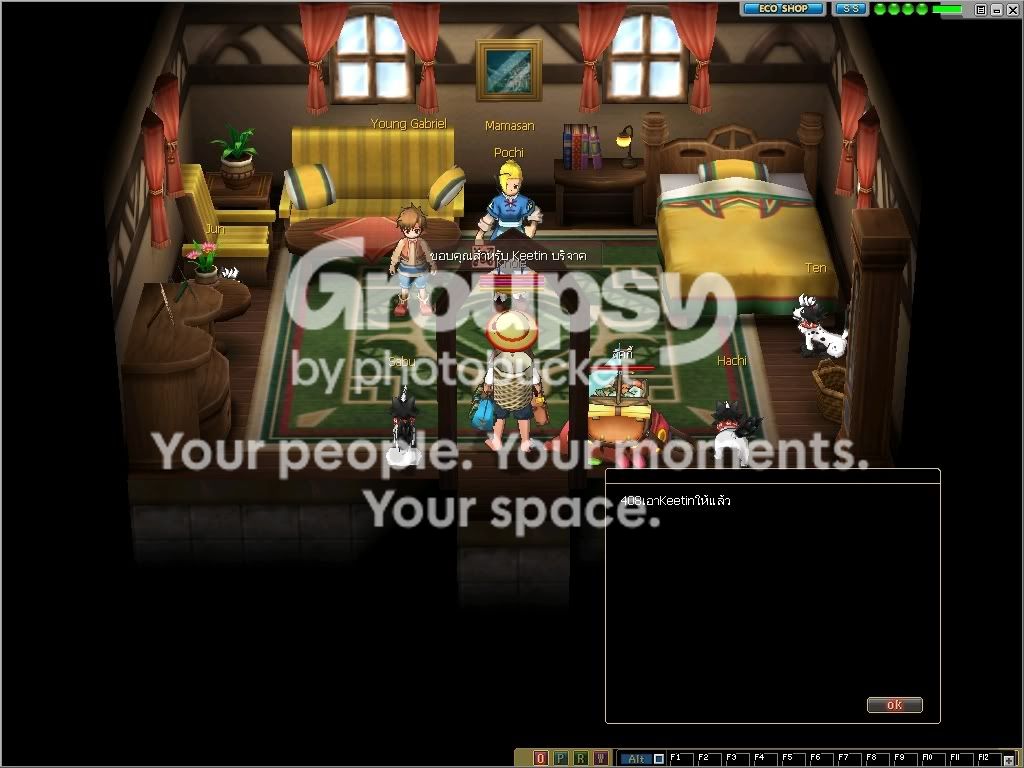 ECO SHOP
S S
Young Gabriel
Mamasan
Pochi
Jun
ขอบคุณสำหรับ Keetin บริจาค
Ten
Groupsy
by photobucket
Sabu
Hachi
Your people. Your moments.
Your space.
408เอาKeetinให้แล้ว
ok
O P R W Alt F1 F2 F3 F4 F5 F6 F7 F8 F9 F10 F11 F12